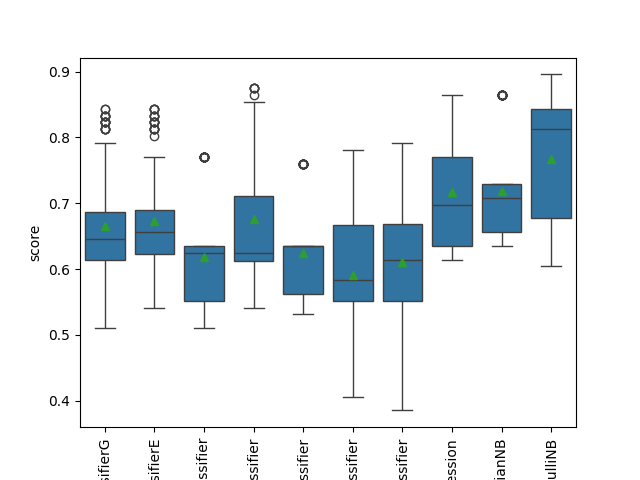 0.9
0.8
0.7
0.6
0.5
0.4
score
sifierG
sifierE
ssifier
ssifier
ssifier
ssifier
ssifier
ession
ianNB
ulliNB